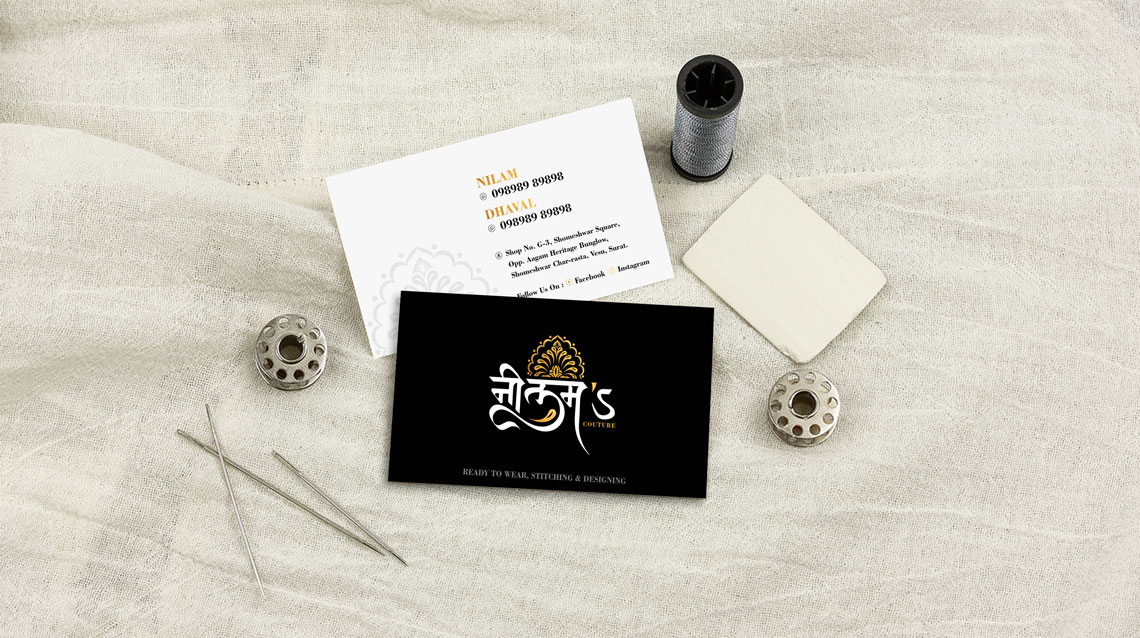 NILAM
098989 89898
DHAVAL
098989 89898
Shop No. G-3, Shomeshwar Square,
Opp. Aagam Heritage Bunglow,
Shomeshwar Char-rasta, Vesu, Surat.
Follow Us On : Facebook Instagram
नीलम'S
COUTURE
READY TO WEAR, STITCHING & DESIGNING